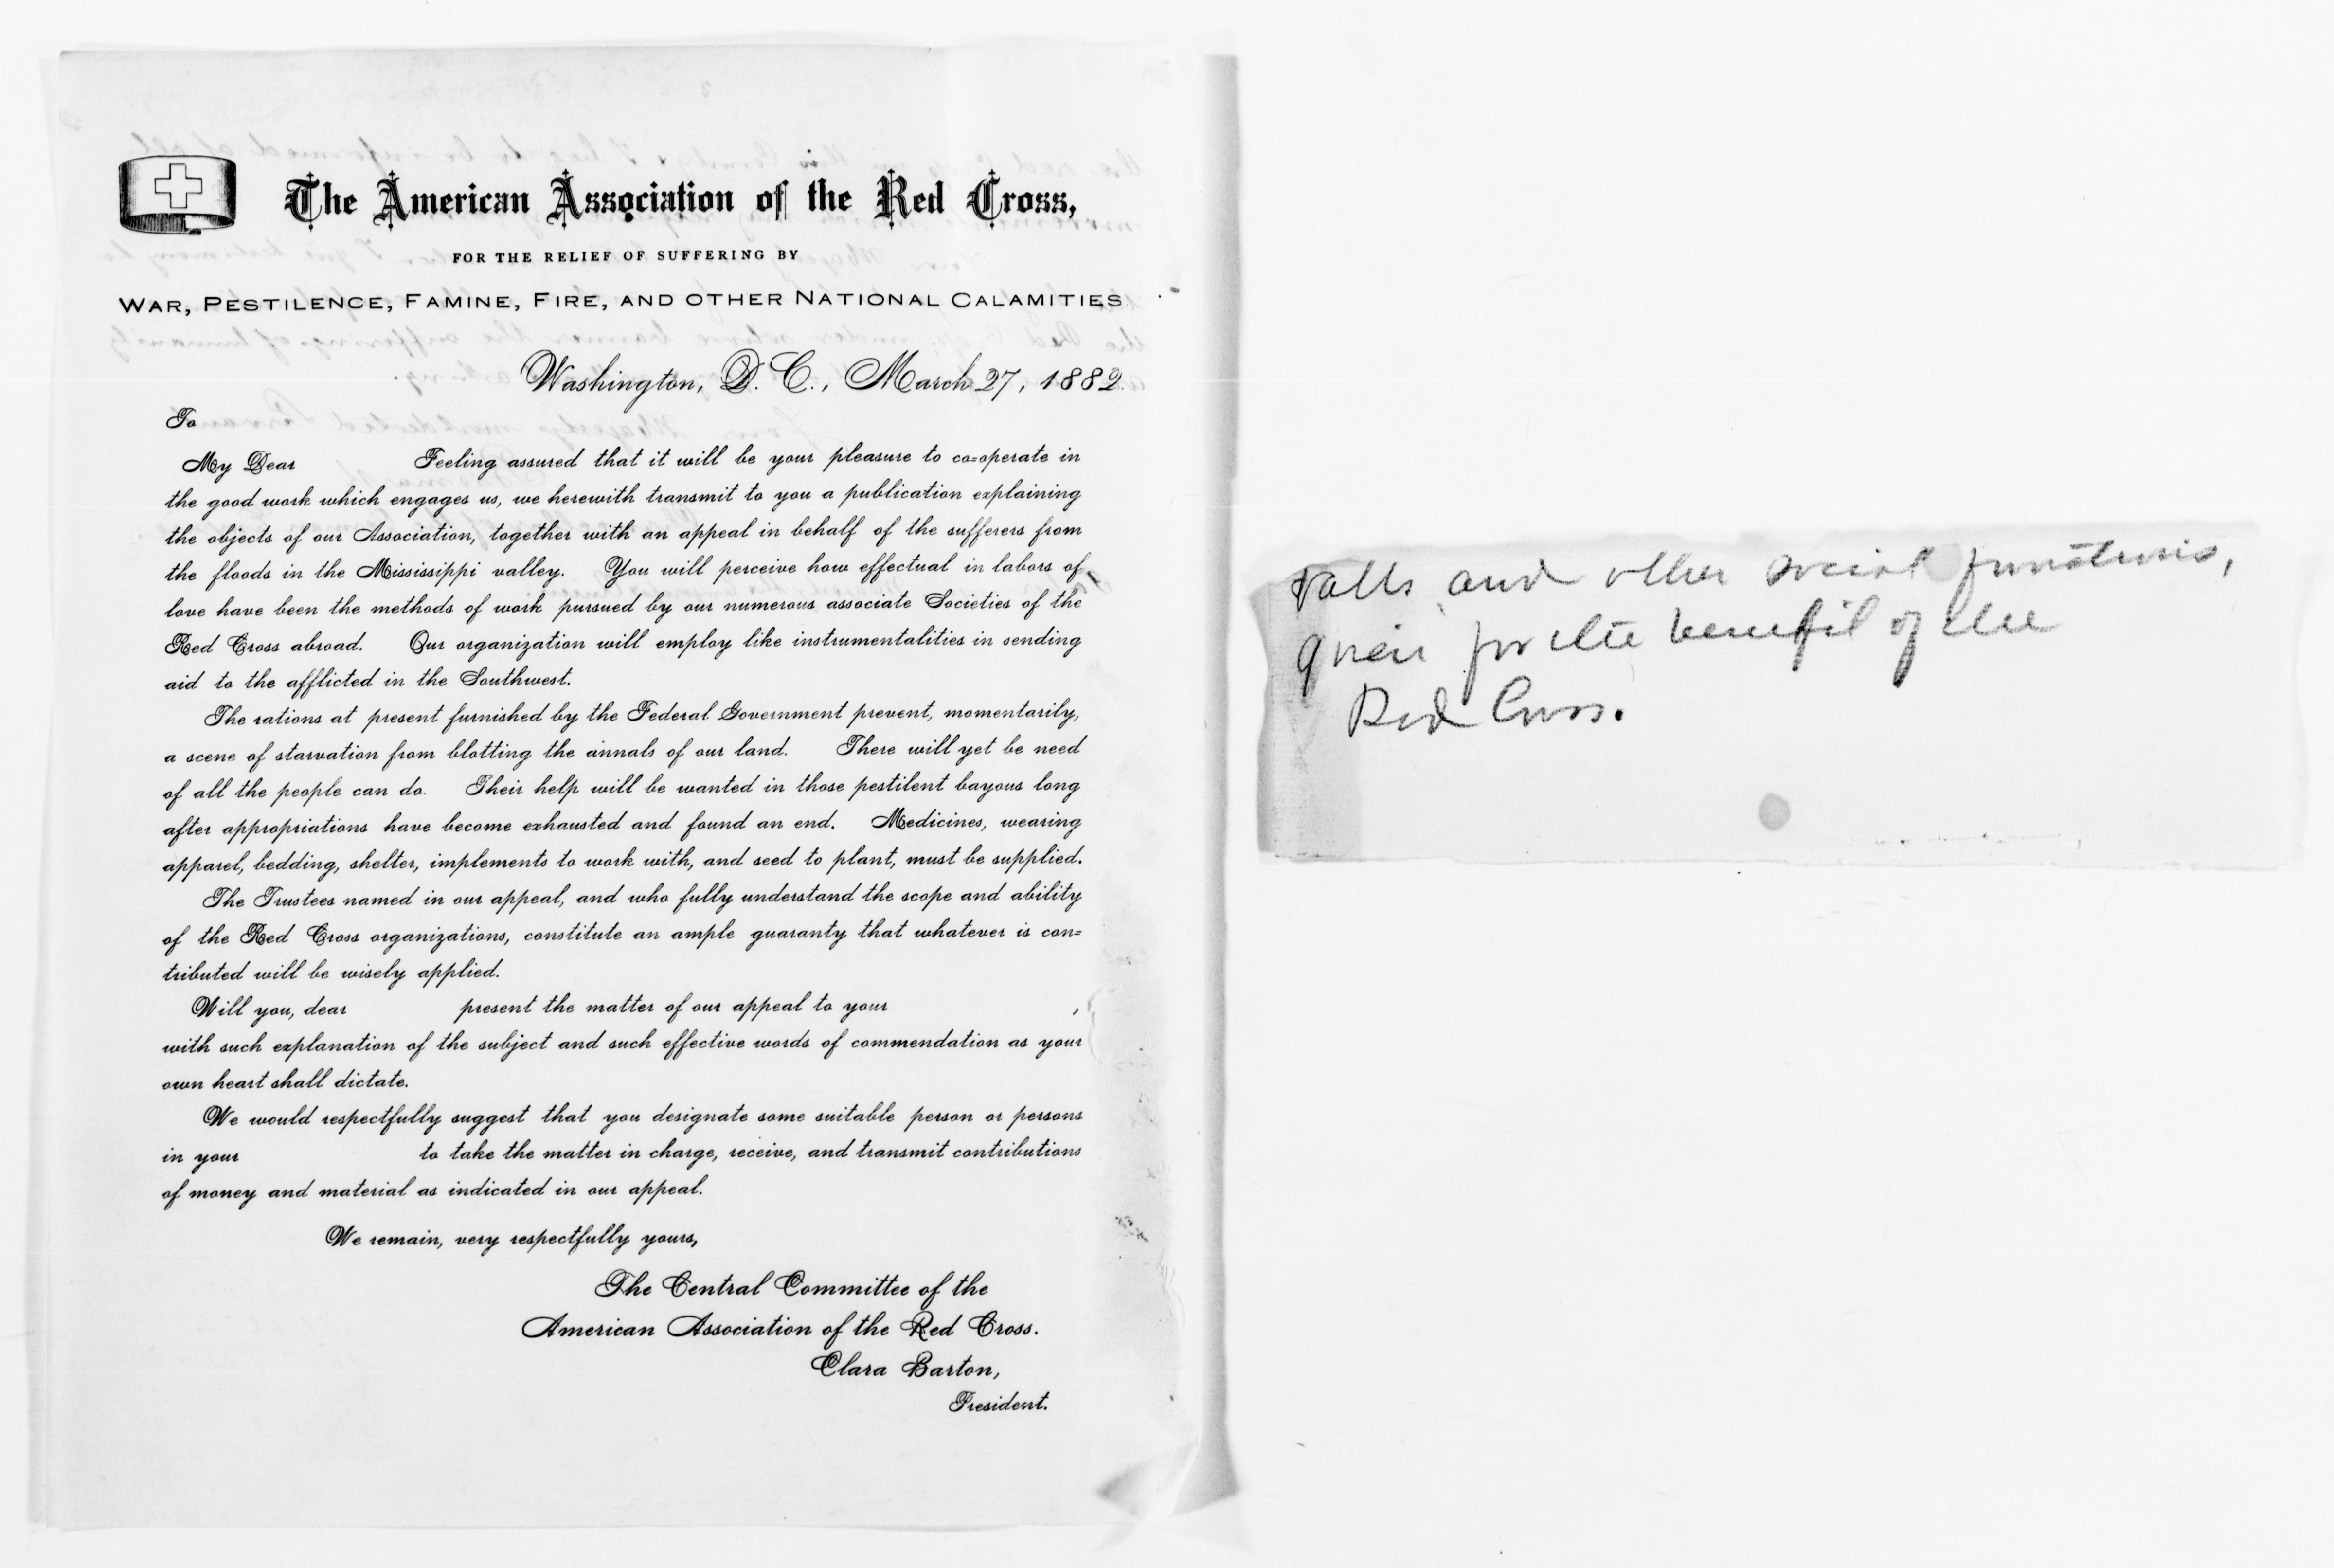 The American Association of the Red Cross,
FOR THE RELIEF OF SUFFERING BY
WAR, PESTILENCE, FAMINE, FIRE, AND OTHER NATIONAL CALAMITIES
Washington, D. C., March 27, 1882.
To
My Dear Feeling assured that it will be your pleasure to co=operate in
the good work which engages us, we herewith transmit to you a publication explaining
the objects of our Association, together with an appeal in behalf of the sufferers from
the floods in the Mississippi valley. You will perceive how effectual in labors of
love have been the methods of work pursued by our numerous associate Societies of the
Red Cross abroad. Our organization will employ like instrumentalities in sending
aid to the afflicted in the Southwest.
The rations at present furnished by the Federal Government prevent, momentarily,
a scene of starvation from blotting the annals of our land. There will yet be need
of all the people can do. Their help will be wanted in those pestilent bayous long
after appropriations have become exhausted and found an end. Medicines, wearing
apparel, bedding, shelter, implements to work with, and seed to plant, must be supplied.
The Trustees named in our appeal, and who fully understand the scope and ability
of the Red Cross organizations, constitute an ample guaranty that whatever is con=
tributed will be wisely applied.
Will you, dear present the matter of our appeal to your ,
with such explanation of the subject and such effective words of commendation as your
own heart shall dictate.
We would respectfully suggest that you designate some suitable person or persons
in your to take the matter in charge, receive, and transmit contributions
of money and material as indicated in our appeal.
We remain, very respectfully yours,
The Central Committee of the
American Association of the Red Cross.
Clara Barton,
President.
and other social functions,
given for the benefit of the
Red Cross.